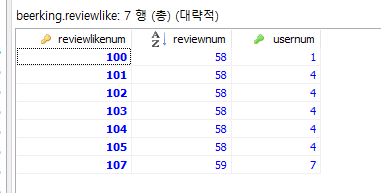 beerking.reviewlike: 7 행 (총) (대략적)
reviewlikenum reviewnum usernum
100 58 1
101 58 4
102 58 4
103 58 4
104 58 4
105 58 4
107 59 7